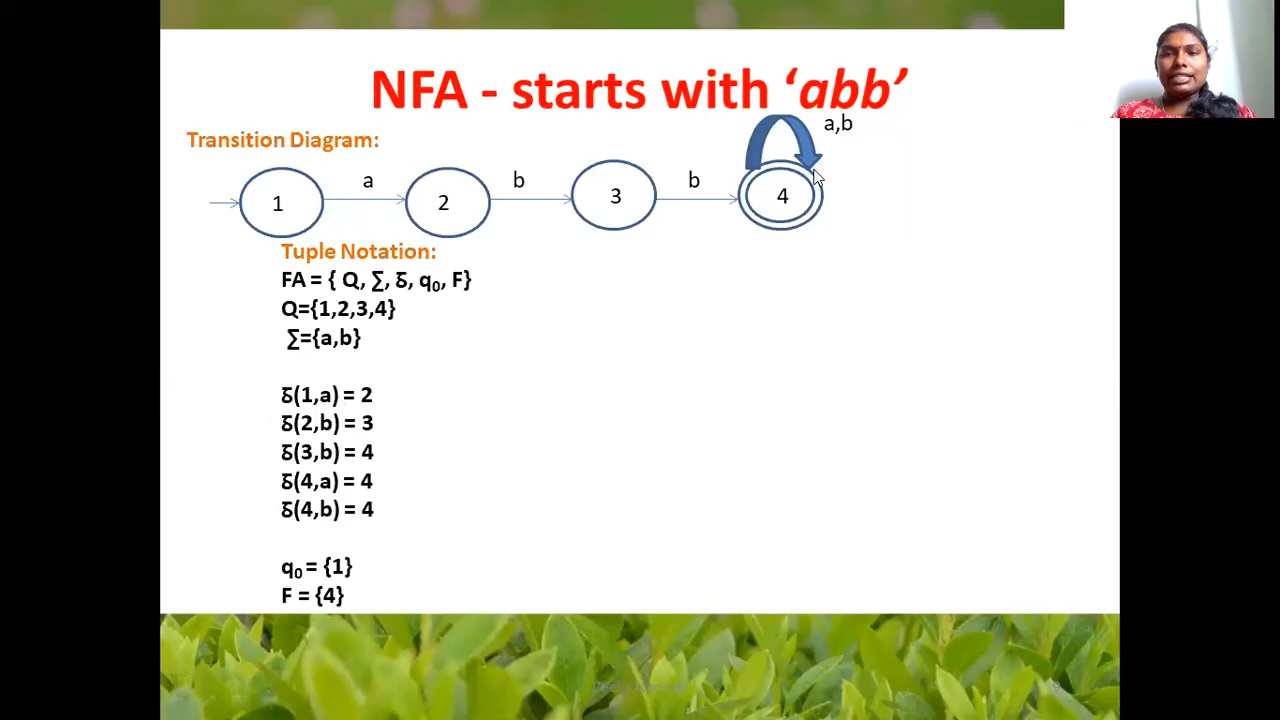 NFA - starts with ‘abb’
Transition Diagram:
a,b
a
b
b
1
2
3
4
Tuple Notation:
FA = { Q, ∑, δ, q₀, F}
Q={1,2,3,4}
∑={a,b}
δ(1,a) = 2
δ(2,b) = 3
δ(3,b) = 4
δ(4,a) = 4
δ(4,b) = 4
q₀ = {1}
F = {4}